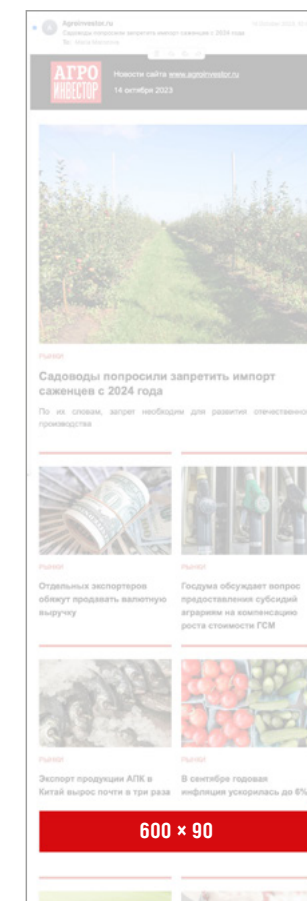 Agroinvestor.ru
Садоводы попросили запретить импорт саженцев с 2024 года
АГРО
ИНВЕСТОР
Новости сайта www.agroinvestor.ru
14 октября 2023
РЫНКИ
Садоводы попросили запретить импорт
саженцев с 2024 года
По их словам, запрет необходим для развития отечественно
производства
РЫНКИ
Отдельных экспортеров
обяжут продавать валютную
выручку
РЫНКИ
Госдума обсуждает вопрос
предоставления субсидий
аграриям на компенсацию
роста стоимости ГСМ
РЫНКИ
Экспорт продукции АПК в
Китай вырос почти в три раза
РЫНКИ
В сентябре годовая
инфляция ускорилась до 6%
600 × 90